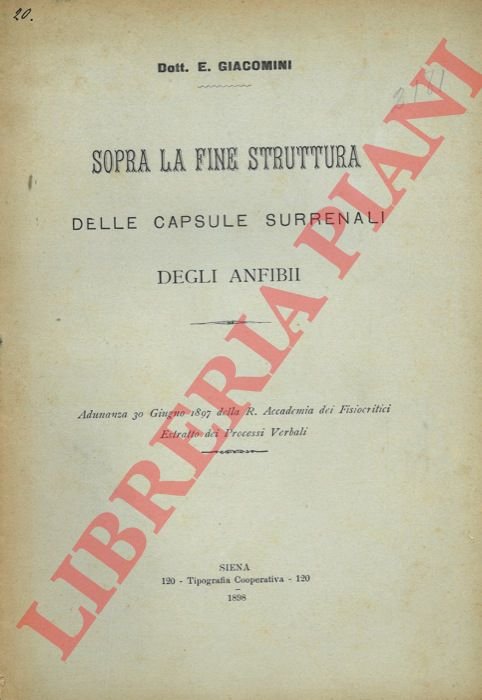 20.
Dott. E. GIACOMINI
SOPRA LA FINE STRUTTURA
DELLE CAPSULE SURRENALI
DEGLI ANFIBII
Adunanza 30 Giugno 1897 della R. Accademia dei Fisiocritici
Estratto dei Processi Verbali
SIENA
120 - Tipografia Cooperativa - 120
1898
LIBRERIA PIANI